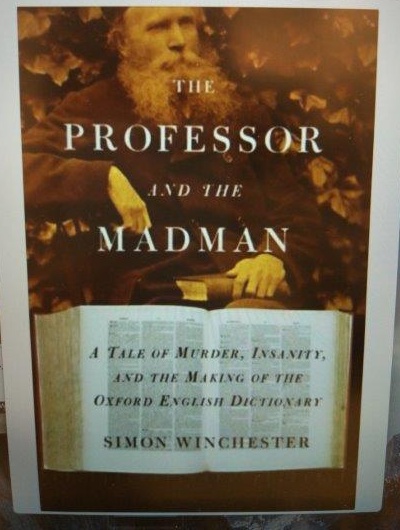 THE
PROFESSOR
AND THE
MADMAN
A TALE OF MURDER, INSANITY,
AND THE MAKING OF THE
OXFORD ENGLISH DICTIONARY
SIMON WINCHESTER